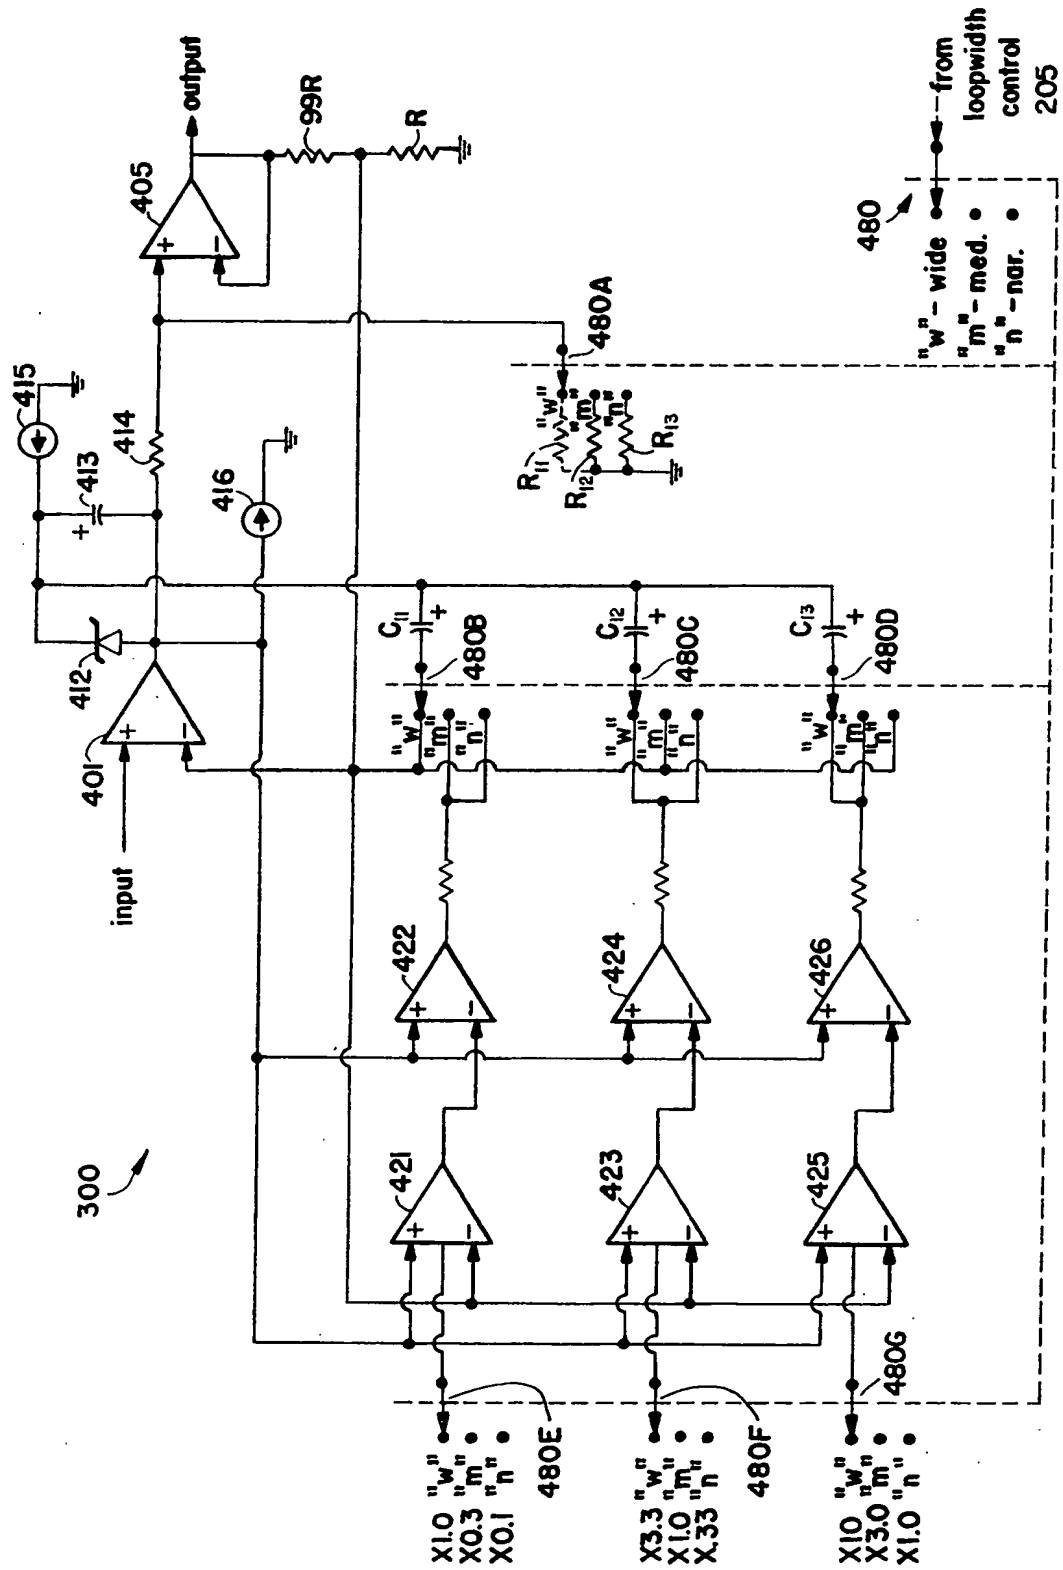 300
input
401
+
−
412
+
413
414
415
416
405
+
−
output
99R
R
480A
"w"
"m"
"n"
R11
R12
R13
480
"w"-wide
"m"-med.
"n"-nar.
from
loopwidth
control
205
C11
+
480B
"w"
"m"
"n"
C12
+
480C
"w"
"m"
"n"
C13
+
480D
"w"
"m"
"n"
422
+
−
424
+
−
426
+
−
421
+
−
423
+
−
425
+
−
X1.0 "w"
X0.3 "m"
X0.1 "n"
480E
X3.3 "w"
X1.0 "m"
X.33 "n"
480F
X10 "w"
X3.0 "m"
X1.0 "n"
480G